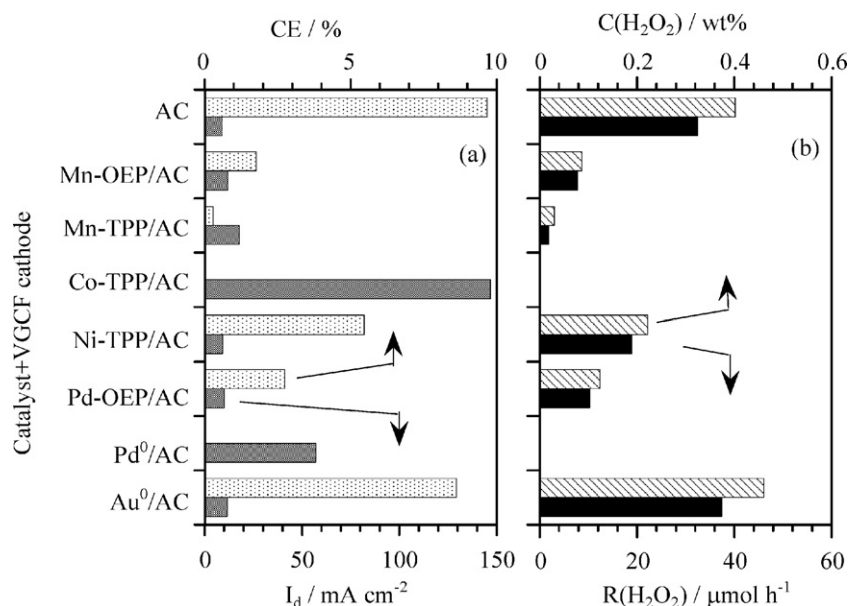 CE / %
C(H₂O₂) / wt%
0 5 10
0 0.2 0.4 0.6
AC
(a)
(b)
Mn-OEP/AC
Mn-TPP/AC
Co-TPP/AC
Ni-TPP/AC
Pd-OEP/AC
Pd⁰/AC
Au⁰/AC
Catalyst+VGCF cathode
0 50 100 150
0 20 40 60
I_d / mA cm⁻²
R(H₂O₂) / μmol h⁻¹